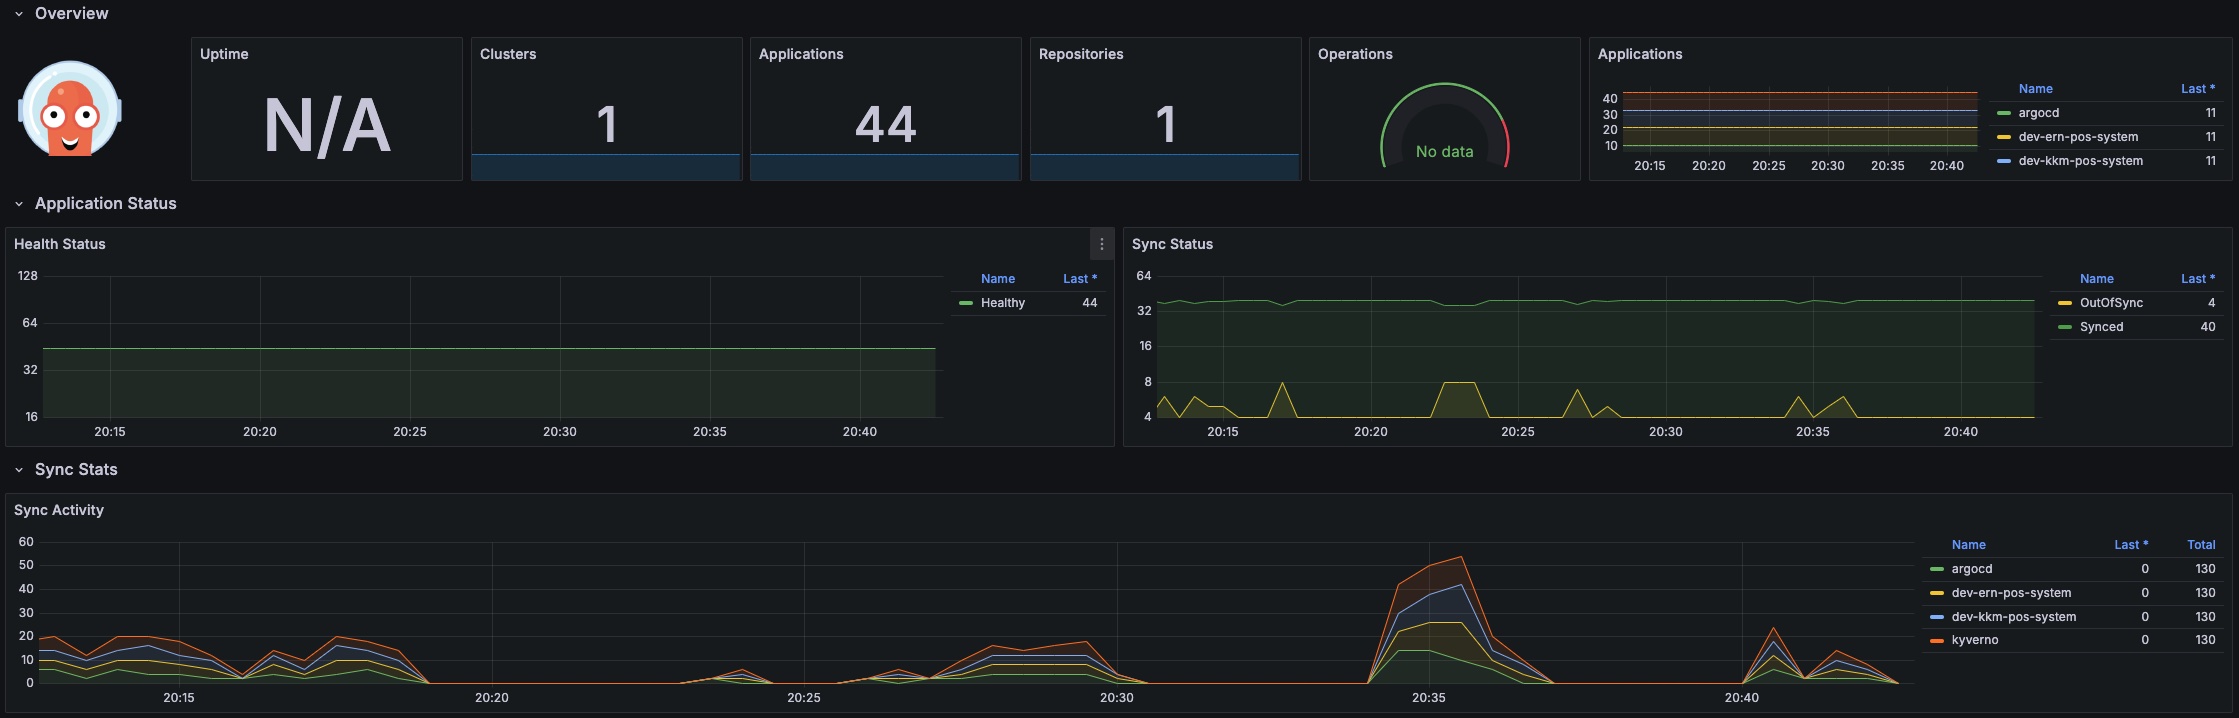 Overview
Uptime
N/A
Clusters
1
Applications
44
Repositories
1
Operations
No data
Applications
40
30
20
10
20:15 20:20 20:25 20:30 20:35 20:40
Name Last *
argocd 11
dev-ern-pos-system 11
dev-kkm-pos-system 11
Application Status
Health Status
128
64
32
16
20:15 20:20 20:25 20:30 20:35 20:40
Name Last *
Healthy 44
Sync Status
64
32
16
8
4
20:15 20:20 20:25 20:30 20:35 20:40
Name Last *
OutOfSync 4
Synced 40
Sync Stats
Sync Activity
60
50
40
30
20
10
0
20:15 20:20 20:25 20:30 20:35 20:40
Name Last * Total
argocd 0 130
dev-ern-pos-system 0 130
dev-kkm-pos-system 0 130
kyverno 0 130